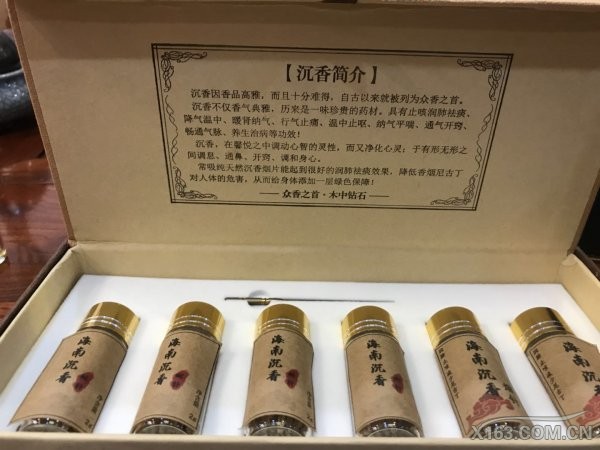 【沉香简介】
沉香因香品高雅，而且十分难得，自古以来就被列为众香之首。
沉香不仅香气典雅，历来是一味珍贵的药材。具有止咳润肺祛痰、
降气温中、暖肾纳气、行气止痛、温中止呕、纳气平喘、通气开窍、
畅通气脉、养生治病等功效！
沉香，在馨悦之中调动心智的灵性，而又净化心灵；于有形无形之
间调息、通鼻、开窍、调和身心。
常吸纯天然沉香烟片能起到很好的润肺祛痰效果，降低香烟尼古丁
对人体的危害，从而给身体添加一层绿色保障！
众香之首·木中钻石
海南沉香
海南沉香
海南沉香
海南沉香
海南沉香
海南沉香
X163.COM.CN